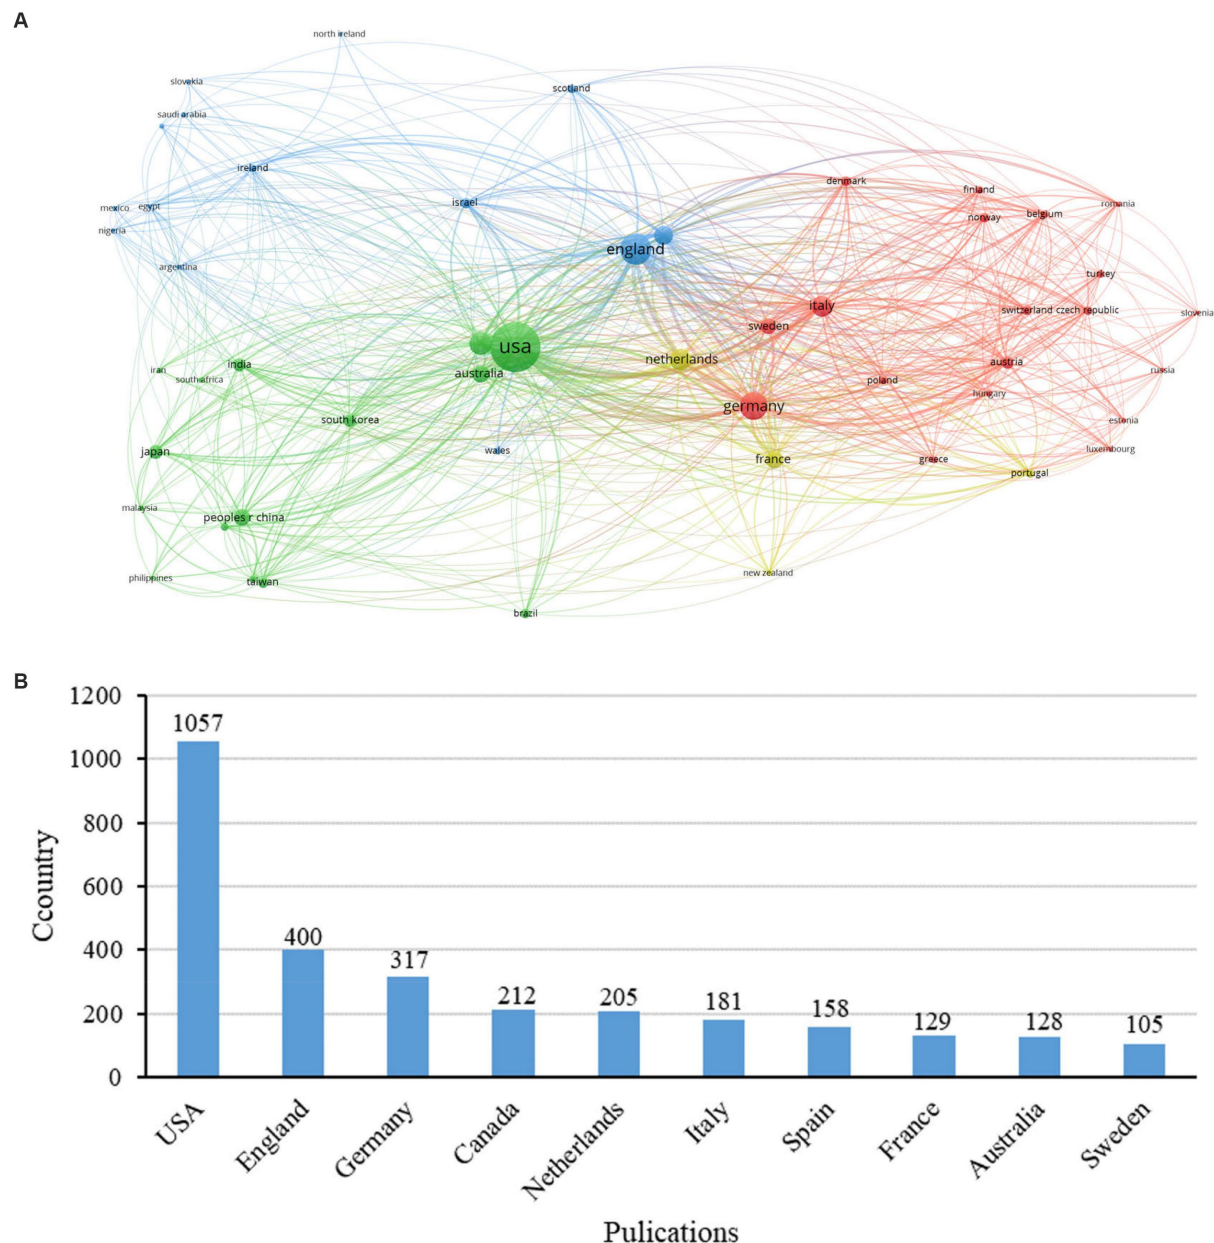 A
north ireland
slovakia
scotland
saudi arabia
ireland
denmark
finland
mexico
egypt
israel
norway
belgium
romania
nigeria
england
argentina
turkey
italy
switzerland
czech republic
slovenia
sweden
usa
netherlands
iran
india
australia
austria
south africa
poland
russia
hungary
germany
south korea
estonia
japan
wales
france
greece
luxembourg
portugal
malaysia
peoples r china
philippines
taiwan
new zealand
brazil
B
1200
1000
800
600
400
200
0
Ccountry
1057
400
317
212
205
181
158
129
128
105
USA
England
Germany
Canada
Netherlands
Italy
Spain
France
Australia
Sweden
Pulications